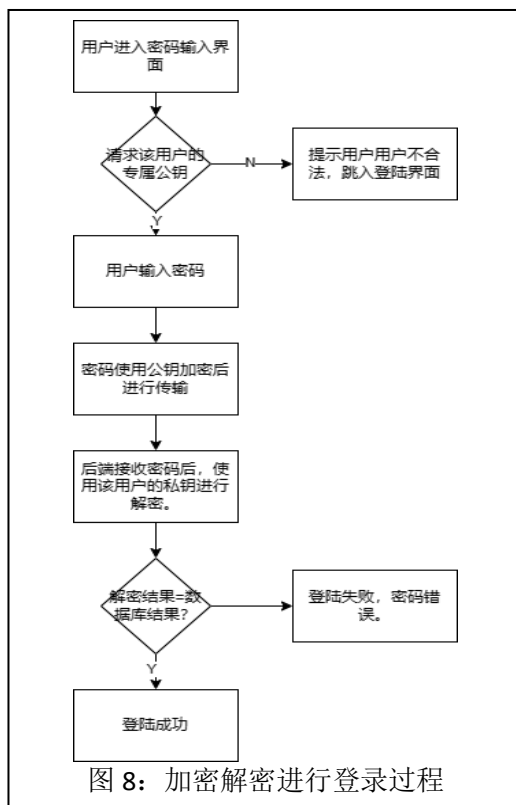 用户进入密码输入界
面
请求该用户的
专属公钥
N
提示用户用户不合
法，跳入登陆界面
Y
用户输入密码
密码使用公钥加密后
进行传输
后端接收密码后，使
用该用户的私钥进行
解密。
解密结果=数
据库结果?
登陆失败，密码错
误。
Y
登陆成功
图 8：加密解密进行登录过程